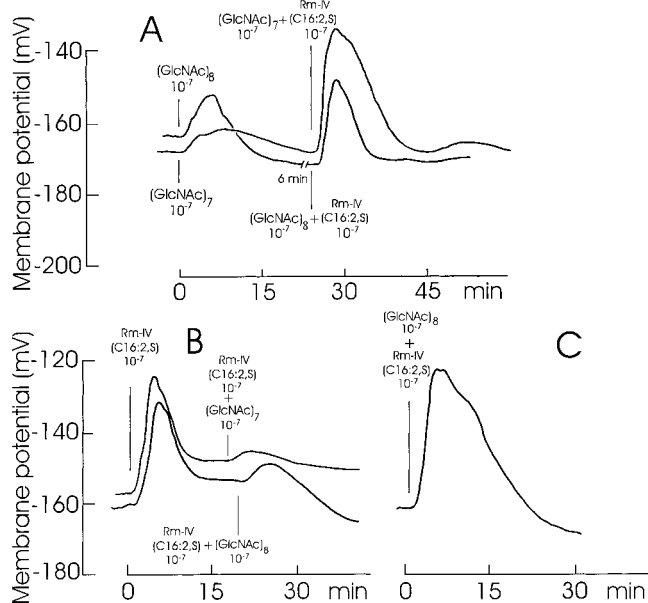 A
Membrane potential (mV)
-140
-160
-180
-200
(GlcNAc)8
10-7
(GlcNAc)7
10-7
(GlcNAc)7 + Rm-IV (C16:2,S)
10-7 10-7
6 min
(GlcNAc)8 + Rm-IV (C16:2,S)
10-7 10-7
0 15 30 45 min
B
Membrane potential (mV)
-120
-140
-160
-180
Rm-IV
(C16:2,S)
10-7
Rm-IV
(C16:2,S)
10-7
+
(GlcNAc)7
10-7
Rm-IV
(C16:2,S) + (GlcNAc)8
10-7 10-7
0 15 30 min
C
(GlcNAc)8
10-7
+
Rm-IV
(C16:2,S)
10-7
0 15 30 min